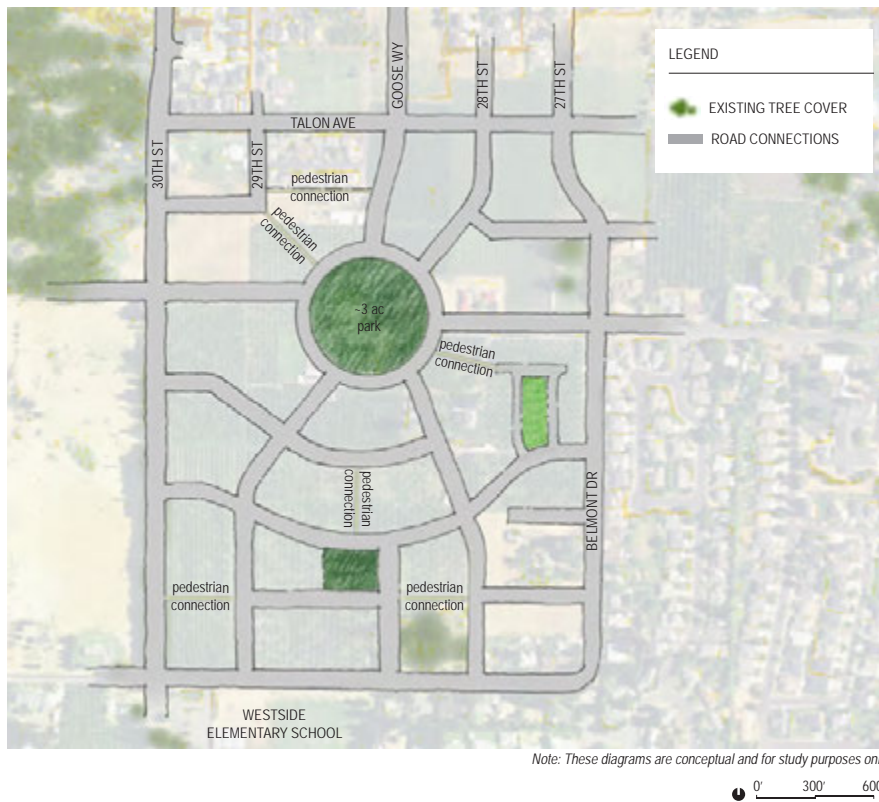 GOOSE WY
28TH ST
27TH ST
LEGEND
EXISTING TREE COVER
ROAD CONNECTIONS
TALON AVE
30TH ST
29TH ST
pedestrian
connection
pedestrian
connection
~3 ac
park
pedestrian
connection
pedestrian
connection
BELMONT DR
pedestrian
connection
pedestrian
connection
WESTSIDE
ELEMENTARY SCHOOL
Note: These diagrams are conceptual and for study purposes on
0' 300' 600